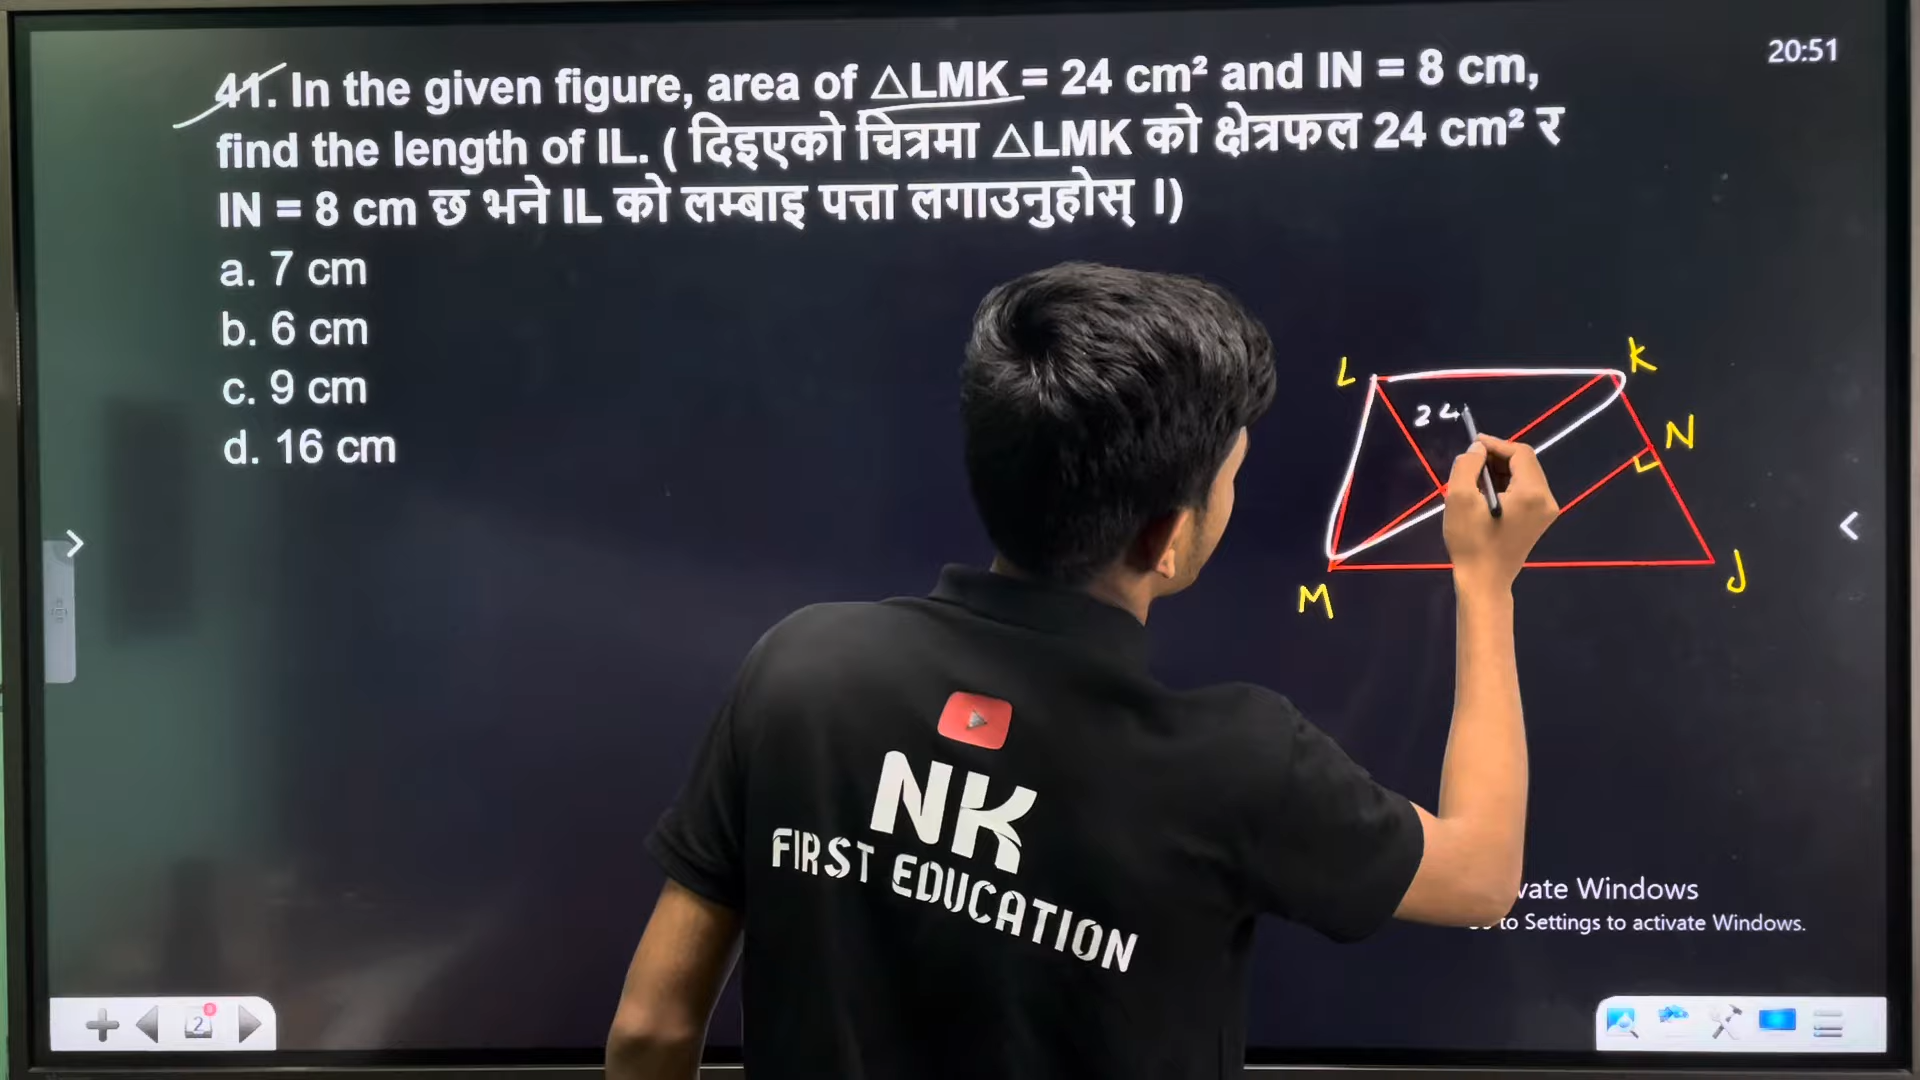 20:51
41. In the given figure, area of △LMK = 24 cm² and IN = 8 cm,
find the length of IL. ( दिइएको चित्रमा △LMK को क्षेत्रफल 24 cm² र
IN = 8 cm छ भने IL को लम्बाइ पत्ता लगाउनुहोस् ।)
a. 7 cm
b. 6 cm
c. 9 cm
d. 16 cm
L
K
24
N
M
J
NK
FIRST EDUCATION
Windows
to Settings to activate Windows.
2